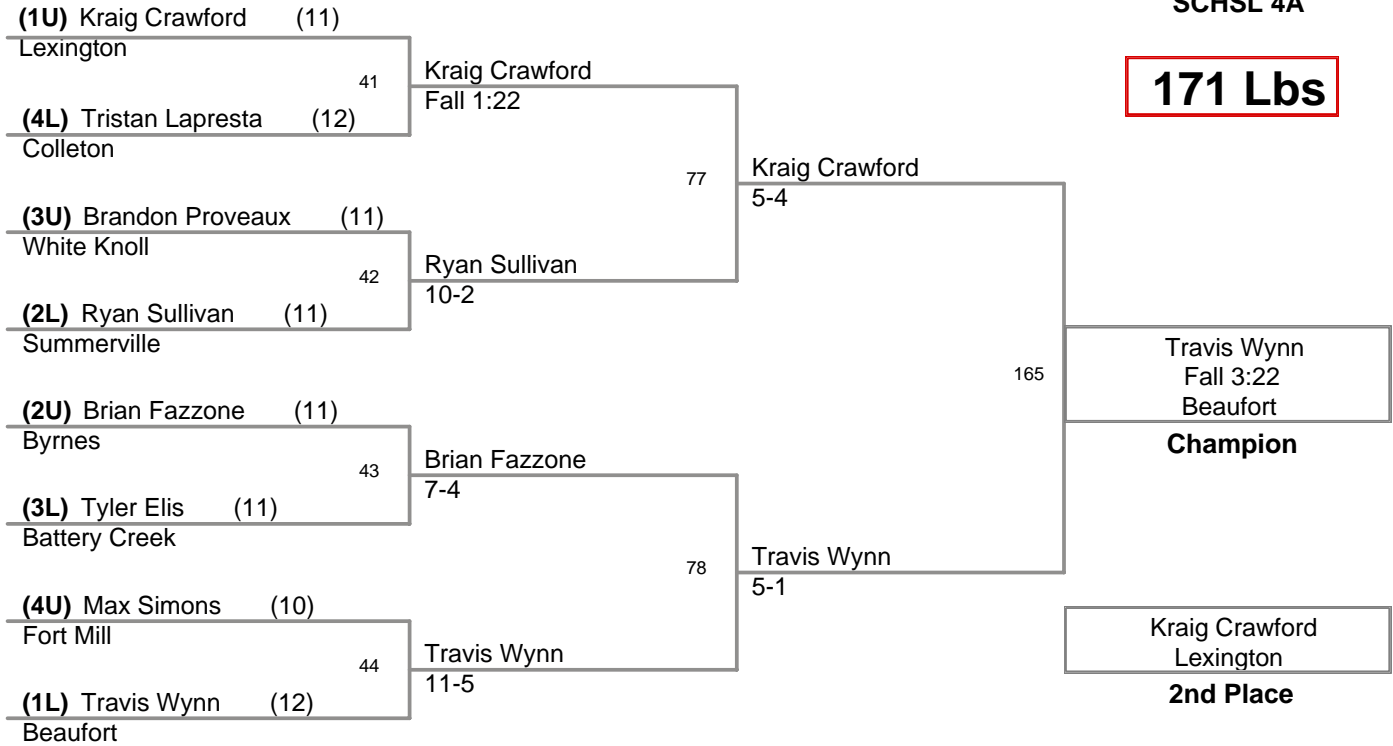 SCHSL 4A
171 Lbs
(1U) Kraig Crawford (11)
Lexington
41
(4L) Tristan Lapresta (12)
Colleton
Kraig Crawford
Fall 1:22
(3U) Brandon Proveaux (11)
White Knoll
42
(2L) Ryan Sullivan (11)
Summerville
Ryan Sullivan
10-2
77
Kraig Crawford
5-4
(2U) Brian Fazzone (11)
Byrnes
43
(3L) Tyler Elis (11)
Battery Creek
Brian Fazzone
7-4
(4U) Max Simons (10)
Fort Mill
44
(1L) Travis Wynn (12)
Beaufort
Travis Wynn
11-5
78
Travis Wynn
5-1
165
Travis Wynn
Fall 3:22
Beaufort
Champion
Kraig Crawford
Lexington
2nd Place